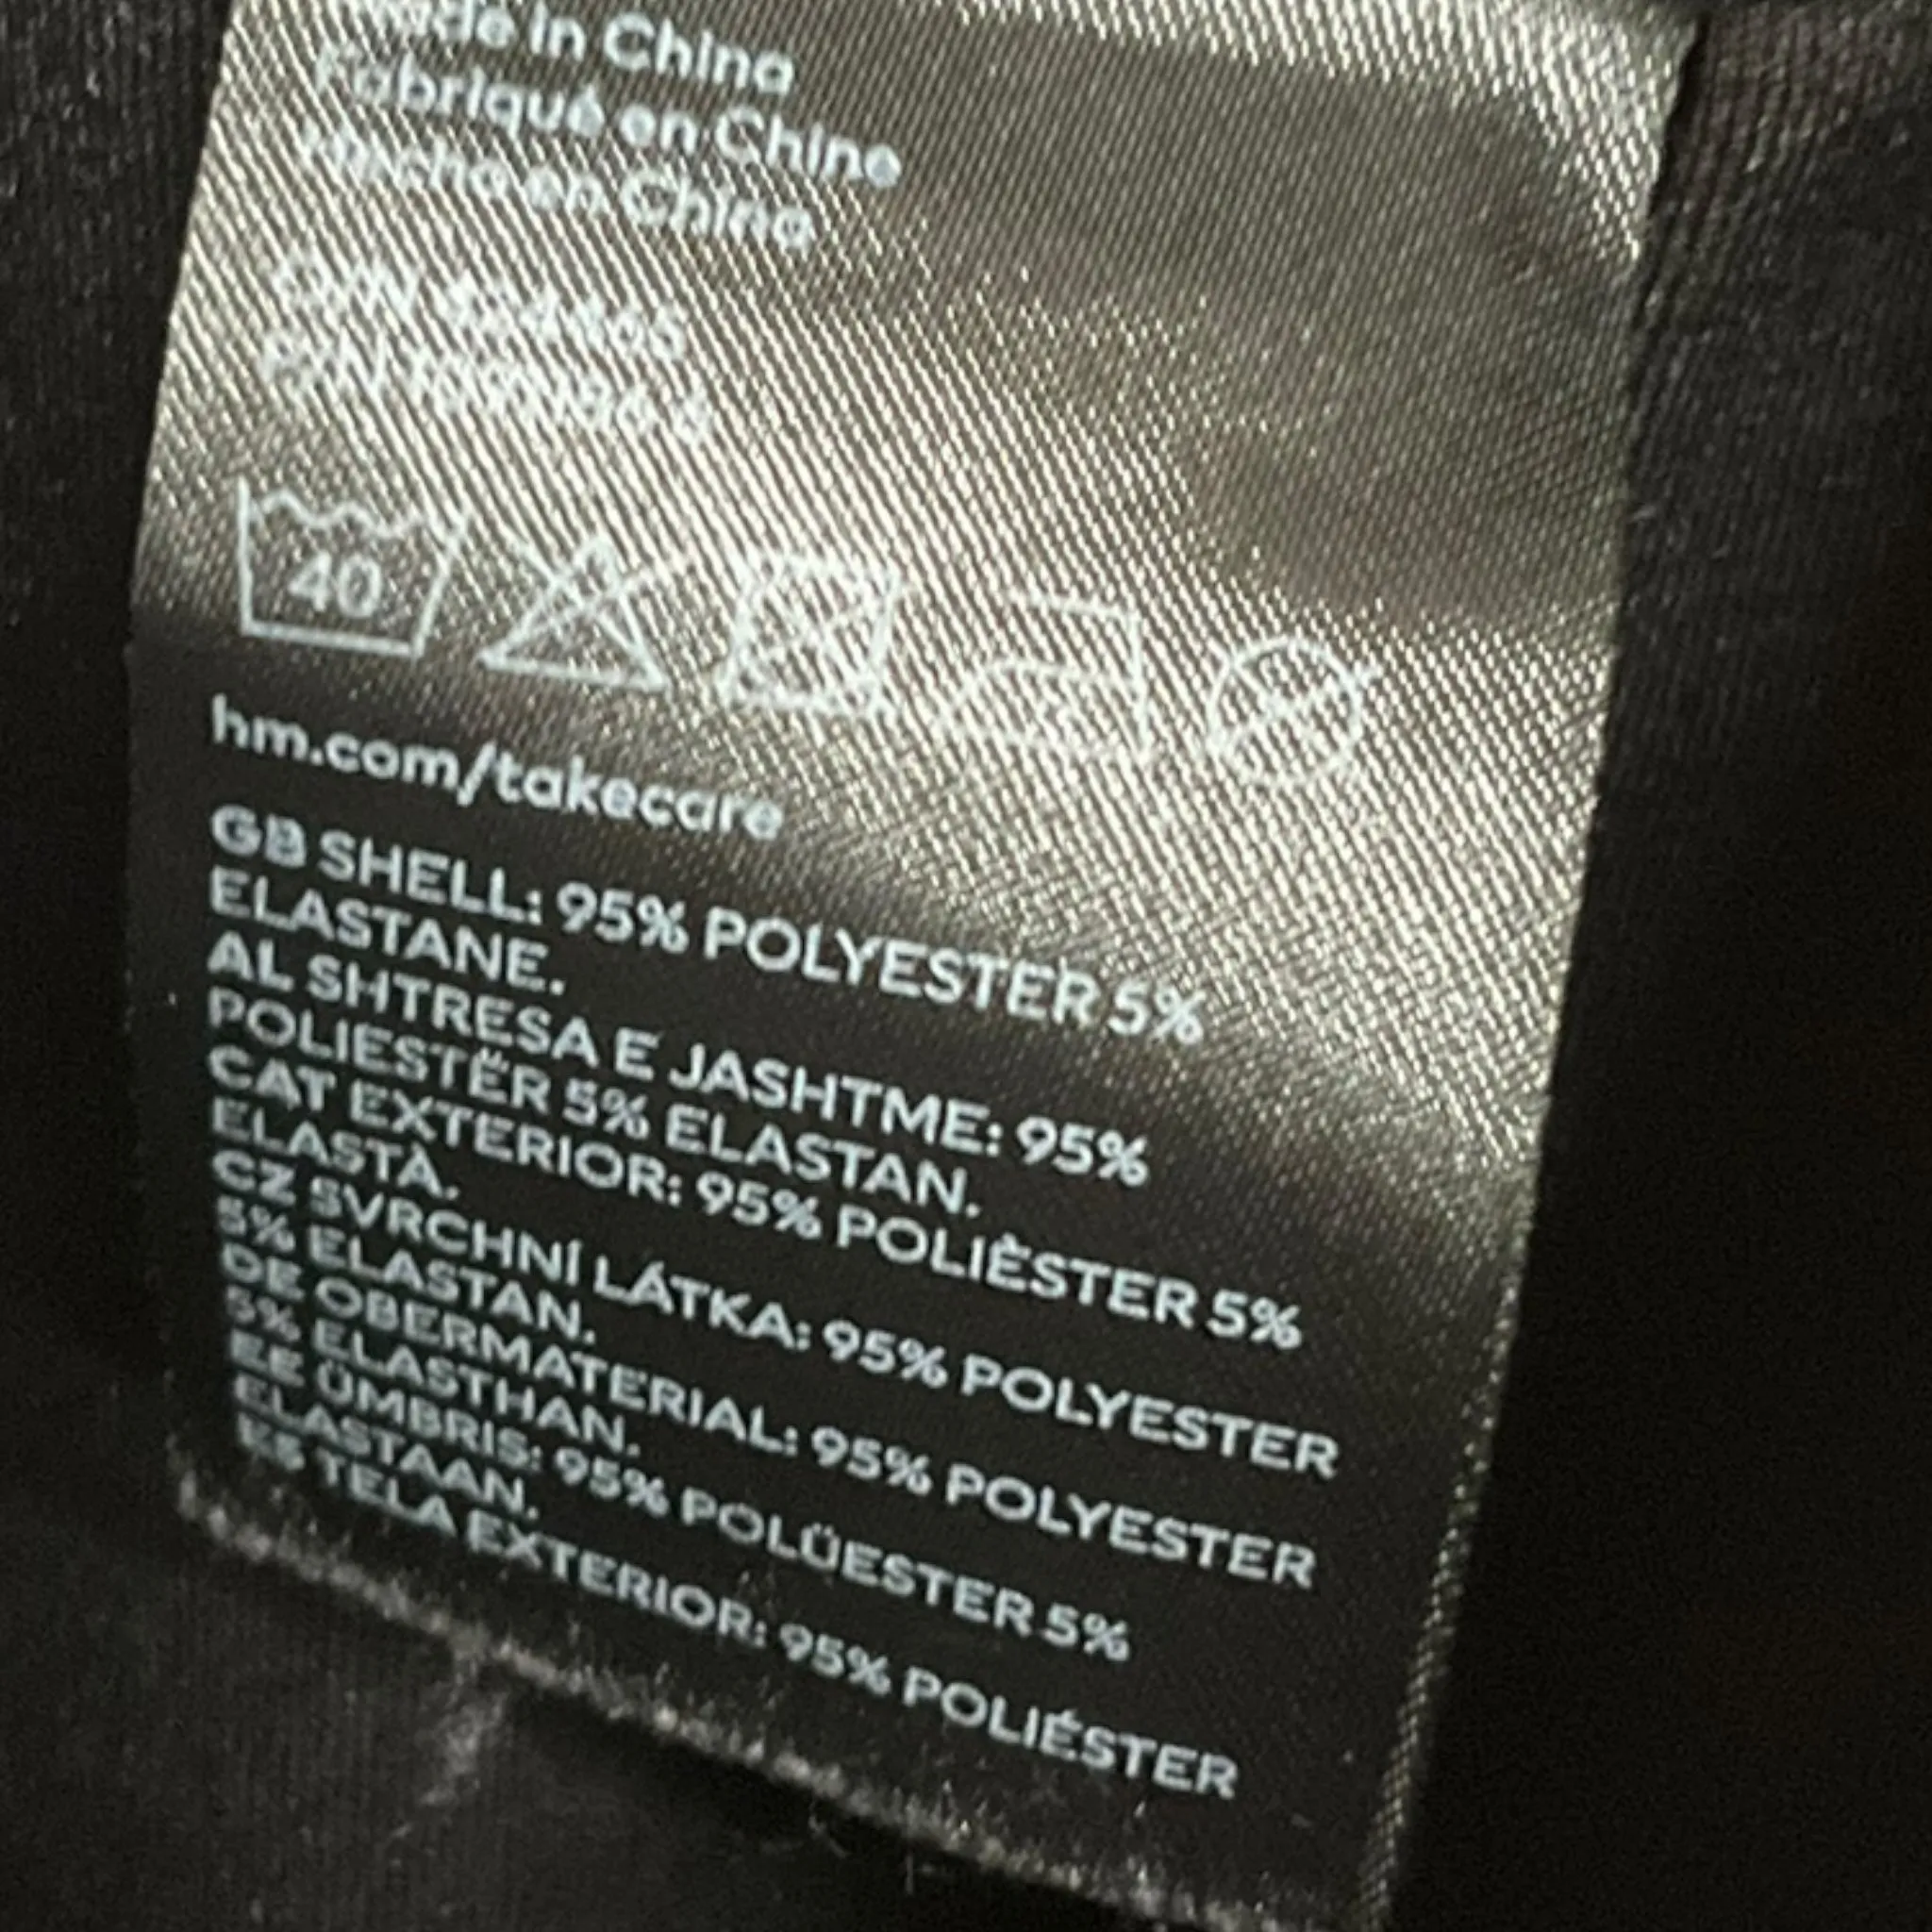 Made in China
Fabriqué en Chine
Hecho en China
O/N
P/N
40
hm.com/takecare
GB SHELL: 95% POLYESTER 5%
ELASTANE.
AL SHTRESA E JASHTME: 95%
POLIESTËR 5% ELASTAN.
CAT EXTERIOR: 95% POLIÈSTER 5%
ELASTÀ.
CZ SVRCHNÍ LÁTKA: 95% POLYESTER
5% ELASTAN.
DE OBERMATERIAL: 95% POLYESTER
5% ELASTHAN.
EE ÜMBRIS: 95% POLÜESTER 5%
ELASTAAN.
ES TELA EXTERIOR: 95% POLIÉSTER